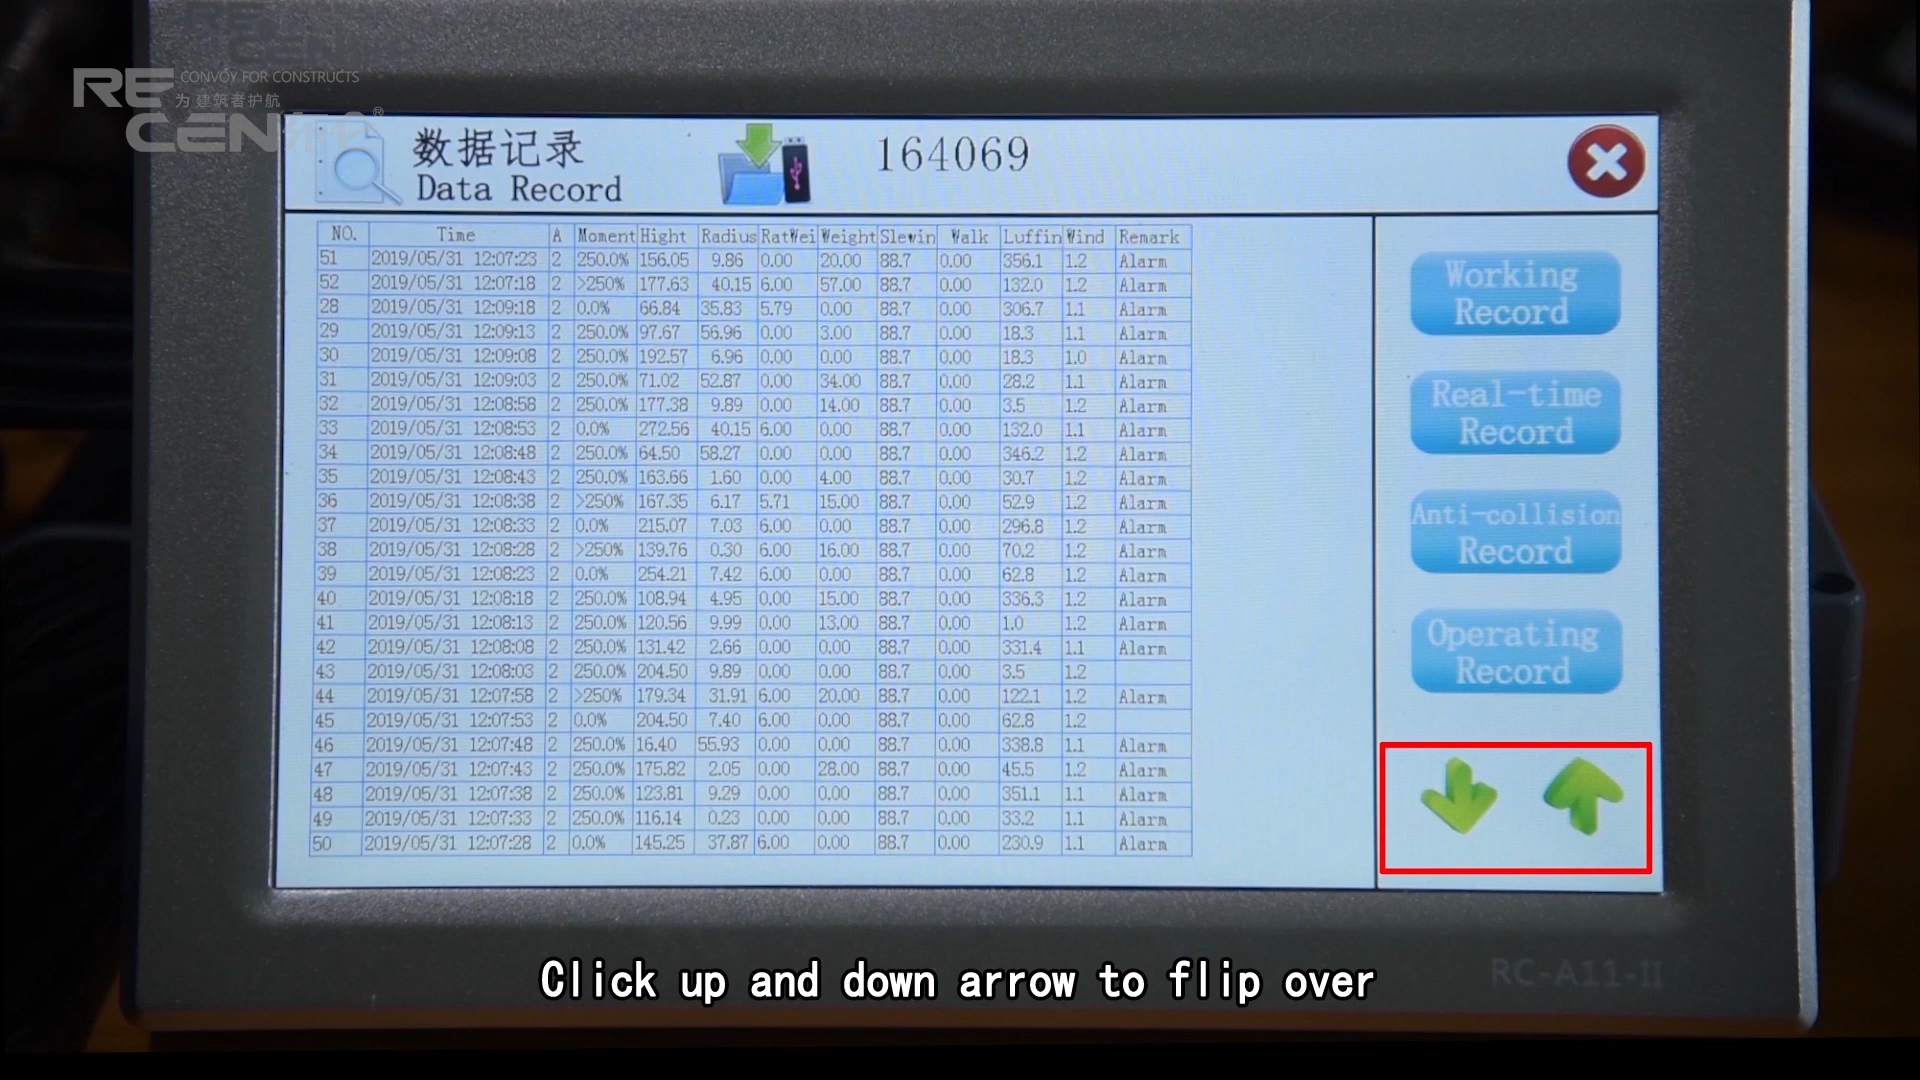 RE CONVOY FOR CONSTRUCTS
为建筑者护航
CEN
®
数据记录
Data Record
164069
NO. Time A Moment Hight Radius RatWei Weight Slewin Walk Luffin Wind Remark
51 2019/05/31 12:07:23 2 250.0% 156.05 9.86 0.00 20.00 88.7 0.00 356.1 1.2 Alarm
52 2019/05/31 12:07:18 2 >250% 177.63 40.15 6.00 57.00 88.7 0.00 132.0 1.2 Alarm
28 2019/05/31 12:09:18 2 0.0% 66.84 35.83 5.79 0.00 88.7 0.00 306.7 1.1 Alarm
29 2019/05/31 12:09:13 2 250.0% 97.67 56.96 0.00 3.00 88.7 0.00 18.3 1.1 Alarm
30 2019/05/31 12:09:08 2 250.0% 192.57 6.96 0.00 0.00 88.7 0.00 18.3 1.0 Alarm
31 2019/05/31 12:09:03 2 250.0% 71.02 52.87 0.00 34.00 88.7 0.00 28.2 1.1 Alarm
32 2019/05/31 12:08:58 2 250.0% 177.38 9.89 0.00 14.00 88.7 0.00 3.5 1.2 Alarm
33 2019/05/31 12:08:53 2 0.0% 272.56 40.15 6.00 0.00 88.7 0.00 132.0 1.1 Alarm
34 2019/05/31 12:08:48 2 250.0% 64.50 58.27 0.00 0.00 88.7 0.00 346.2 1.2 Alarm
35 2019/05/31 12:08:43 2 250.0% 163.66 1.60 0.00 4.00 88.7 0.00 30.7 1.2 Alarm
36 2019/05/31 12:08:38 2 >250% 167.35 6.17 5.71 15.00 88.7 0.00 52.9 1.2 Alarm
37 2019/05/31 12:08:33 2 0.0% 215.07 7.03 6.00 0.00 88.7 0.00 296.8 1.2 Alarm
38 2019/05/31 12:08:28 2 >250% 139.76 0.30 6.00 16.00 88.7 0.00 70.2 1.2 Alarm
39 2019/05/31 12:08:23 2 0.0% 254.21 7.42 6.00 0.00 88.7 0.00 62.8 1.2 Alarm
40 2019/05/31 12:08:18 2 250.0% 108.94 4.95 0.00 15.00 88.7 0.00 336.3 1.2 Alarm
41 2019/05/31 12:08:13 2 250.0% 120.56 9.99 0.00 13.00 88.7 0.00 1.0 1.2 Alarm
42 2019/05/31 12:08:08 2 250.0% 131.42 2.66 0.00 0.00 88.7 0.00 331.4 1.1 Alarm
43 2019/05/31 12:08:03 2 250.0% 204.50 9.89 0.00 0.00 88.7 0.00 3.5 1.2
44 2019/05/31 12:07:58 2 >250% 179.34 31.91 6.00 20.00 88.7 0.00 122.1 1.2 Alarm
45 2019/05/31 12:07:53 2 0.0% 204.50 7.40 6.00 0.00 88.7 0.00 62.8 1.2
46 2019/05/31 12:07:48 2 250.0% 16.40 55.93 0.00 0.00 88.7 0.00 338.8 1.1 Alarm
47 2019/05/31 12:07:43 2 250.0% 175.82 2.05 0.00 28.00 88.7 0.00 45.5 1.2 Alarm
48 2019/05/31 12:07:38 2 250.0% 123.81 9.29 0.00 0.00 88.7 0.00 351.1 1.1 Alarm
49 2019/05/31 12:07:33 2 250.0% 116.14 0.23 0.00 0.00 88.7 0.00 33.2 1.1 Alarm
50 2019/05/31 12:07:28 2 0.0% 145.25 37.87 6.00 0.00 88.7 0.00 230.9 1.1 Alarm
Working
Record
Real-time
Record
Anti-collision
Record
Operating
Record
RC-A11-II
Click up and down arrow to flip over